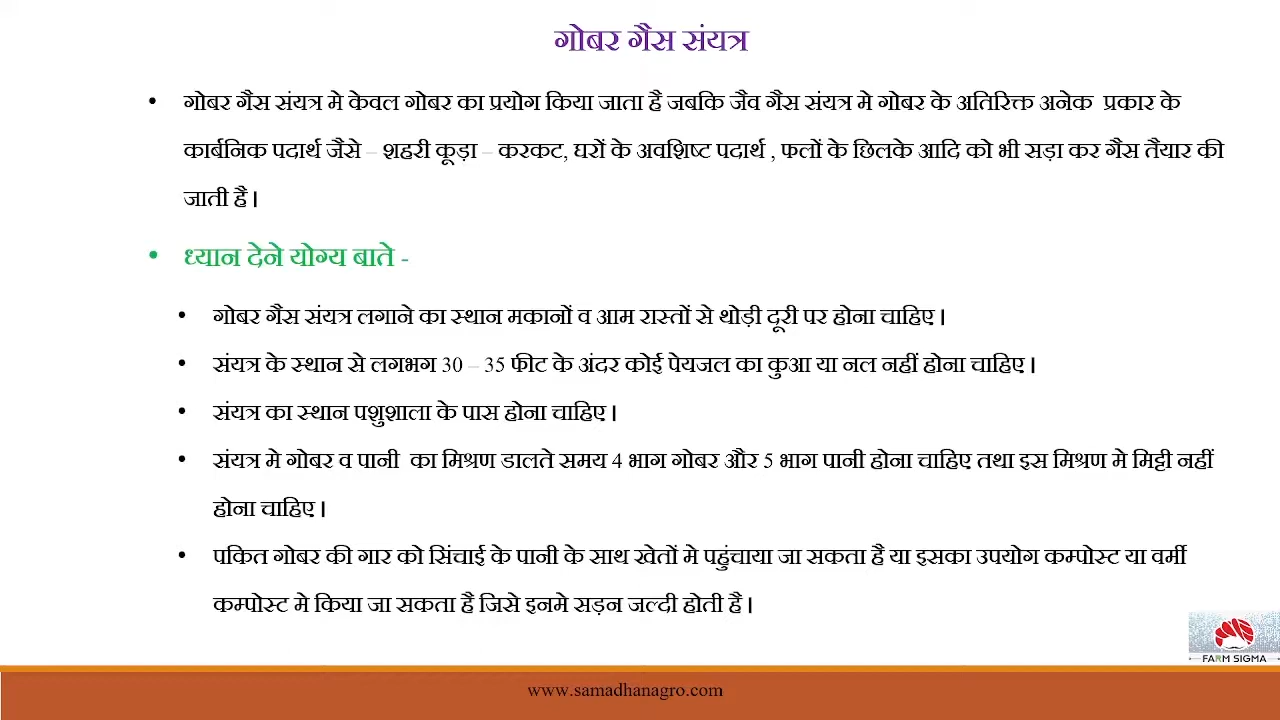 गोबर गैस संयत्र
• गोबर गैस संयत्र मे केवल गोबर का प्रयोग किया जाता है जबकि जैव गैस संयत्र मे गोबर के अतिरिक्त अनेक प्रकार के
कार्बनिक पदार्थ जैसे – शहरी कूड़ा – करकट, घरों के अवशिष्ट पदार्थ , फलों के छिलके आदि को भी सड़ा कर गैस तैयार की
जाती है।
• ध्यान देने योग्य बाते -
• गोबर गैस संयत्र लगाने का स्थान मकानों व आम रास्तों से थोड़ी दूरी पर होना चाहिए।
• संयत्र के स्थान से लगभग 30 – 35 फीट के अंदर कोई पेयजल का कुआ या नल नहीं होना चाहिए।
• संयत्र का स्थान पशुशाला के पास होना चाहिए।
• संयत्र मे गोबर व पानी का मिश्रण डालते समय 4 भाग गोबर और 5 भाग पानी होना चाहिए तथा इस मिश्रण मे मिट्टी नहीं
होना चाहिए।
• पकित गोबर की गार को सिंचाई के पानी के साथ खेतों मे पहुंचाया जा सकता है या इसका उपयोग कम्पोस्ट या वर्मी
कम्पोस्ट मे किया जा सकता है जिसे इनमे सड़न जल्दी होती है।
FARM SIGMA
www.samadhanagro.com